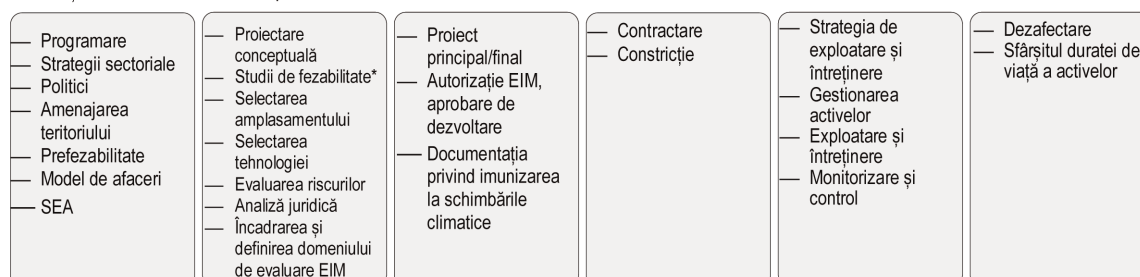 — Programare
— Strategii sectoriale
— Politici
— Amenajarea
teritoriului
— Prefezabilitate
— Model de afaceri
— SEA
— Proiectare
conceptuală
— Studii de fezabilitate*
— Selectarea
amplasamentului
— Selectarea
tehnologiei
— Evaluarea riscurilor
— Analiză juridică
— Încadrarea și
definirea domeniului
de evaluare EIM
— Proiect
principal/final
— Autorizație EIM,
aprobare de
dezvoltare
— Documentația
privind imunizarea
la schimbările
climatice
— Contractare
— Constricție
— Strategia de
exploatare și
întreținere
— Gestionarea
activelor
— Exploatare și
întreținere
— Monitorizare și
control
— Dezafectare
— Sfârșitul duratei de
viață a activelor